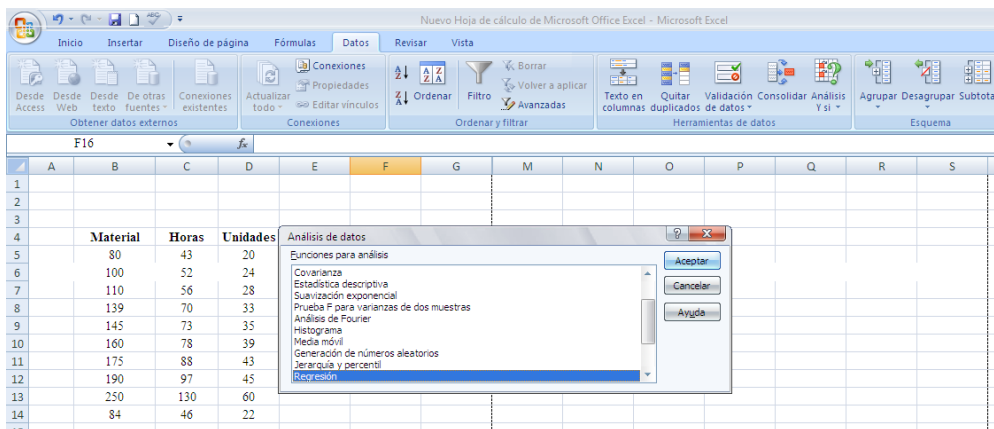 Nuevo Hoja de cálculo de Microsoft Office Excel - Microsoft Excel
Inicio Insertar Diseño de página Fórmulas Datos Revisar Vista
Desde Access
Desde Web
Desde texto
De otras fuentes
Conexiones existentes
Obtener datos externos
Actualizar todo
Conexiones
Propiedades
Editar vínculos
Conexiones
Ordenar
Filtro
Borrar
Volver a aplicar
Avanzadas
Ordenar y filtrar
Texto en columnas
Quitar duplicados
Validación de datos
Consolidar
Análisis Y si
Herramientas de datos
Agrupar
Desagrupar
Subtota
Esquema
F16 fx
A B C D E F G M N O P Q R S
1
2
3
4 Material Horas Unidades
5 80 43 20
6 100 52 24
7 110 56 28
8 139 70 33
9 145 73 35
10 160 78 39
11 175 88 43
12 190 97 45
13 250 130 60
14 84 46 22
Análisis de datos
Funciones para análisis
Covarianza
Estadística descriptiva
Suavización exponencial
Prueba F para varianzas de dos muestras
Análisis de Fourier
Histograma
Media móvil
Generación de números aleatorios
Jerarquía y percentil
Regresión
Aceptar
Cancelar
Ayuda